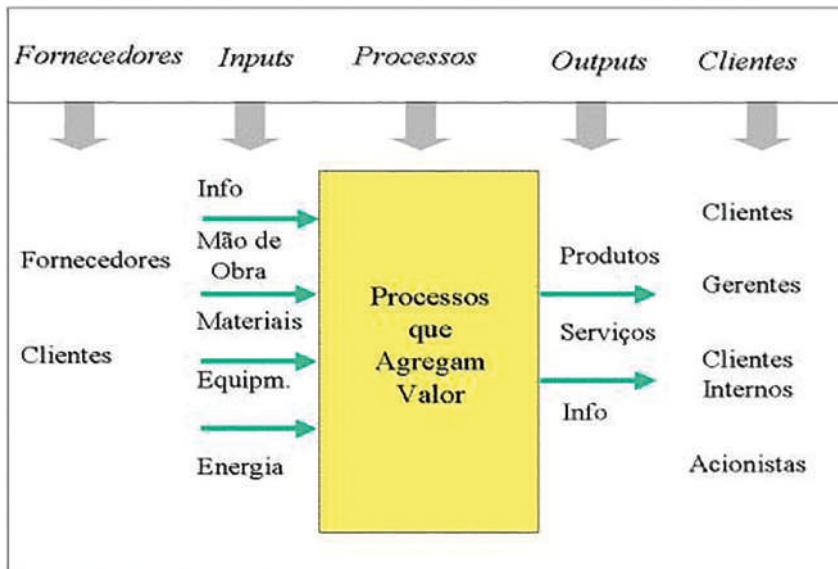 Fornecedores Inputs Processos Outputs Clientes
Fornecedores
Clientes
Info
Mão de
Obra
Materiais
Equipm.
Energia
Processos
que
Agregam
Valor
Produtos
Serviços
Info
Clientes
Gerentes
Clientes
Internos
Acionistas